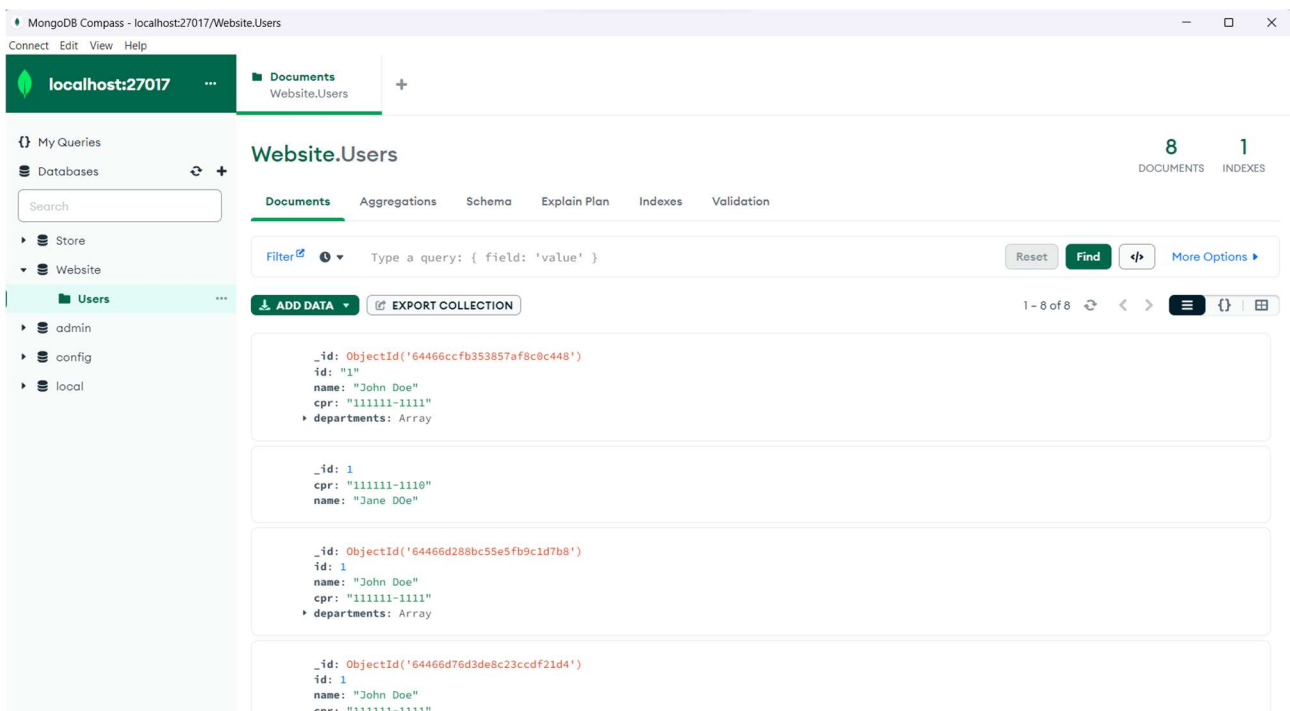 MongoDB Compass - localhost:27017/Website.Users
Connect Edit View Help
localhost:27017 ...
Documents
Website.Users
+
{} My Queries
Databases
Search
Store
Website
Users ...
admin
config
local
Website.Users
8
DOCUMENTS
1
INDEXES
Documents Aggregations Schema Explain Plan Indexes Validation
Filter Type a query: { field: 'value' } Reset Find </> More Options
ADD DATA EXPORT COLLECTION 1 – 8 of 8 {}
_id: ObjectId('64466ccfb353857af8c0c448')
id: "1"
name: "John Doe"
cpr: "111111-1111"
departments: Array
_id: 1
cpr: "111111-1110"
name: "Jane DOe"
_id: ObjectId('64466d288bc55e5fb9c1d7b8')
id: 1
name: "John Doe"
cpr: "111111-1111"
departments: Array
_id: ObjectId('64466d76d3de8c23ccdf21d4')
id: 1
name: "John Doe"
cpr: "111111-1111"